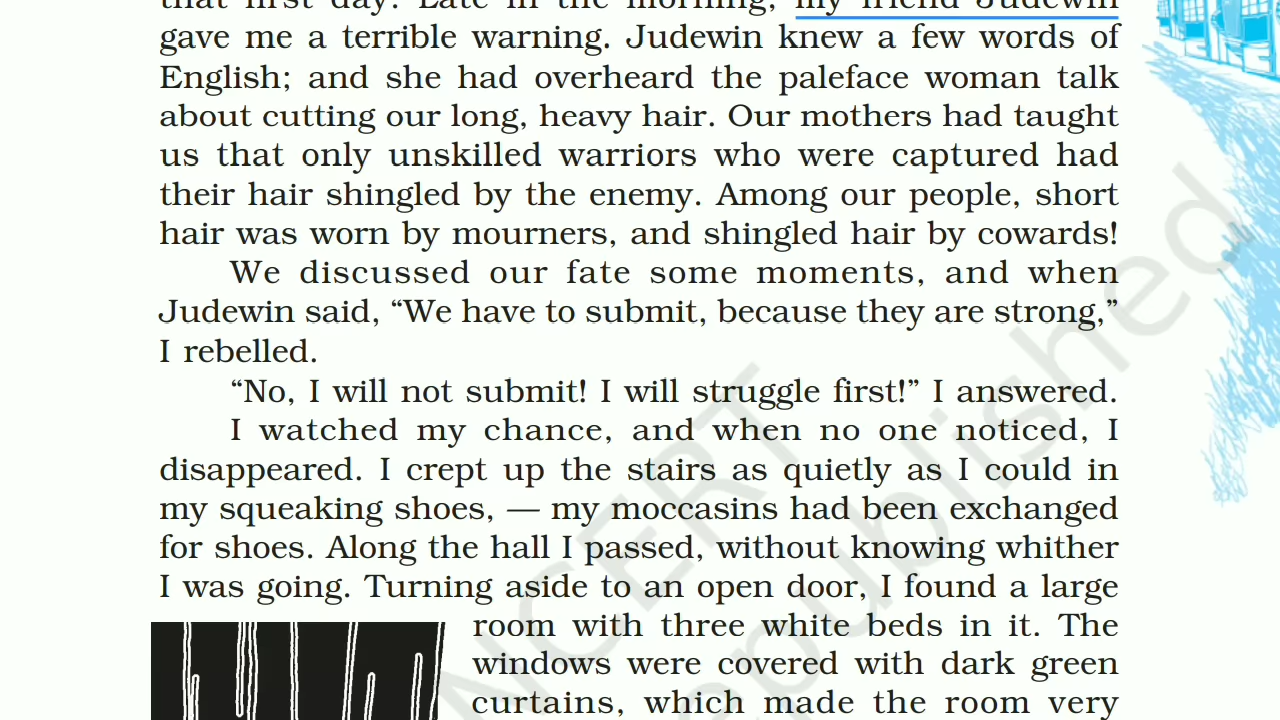 that first day. Late in the morning, my friend Judewin
gave me a terrible warning. Judewin knew a few words of
English; and she had overheard the paleface woman talk
about cutting our long, heavy hair. Our mothers had taught
us that only unskilled warriors who were captured had
their hair shingled by the enemy. Among our people, short
hair was worn by mourners, and shingled hair by cowards!
We discussed our fate some moments, and when
Judewin said, “We have to submit, because they are strong,”
I rebelled.
“No, I will not submit! I will struggle first!” I answered.
I watched my chance, and when no one noticed, I
disappeared. I crept up the stairs as quietly as I could in
my squeaking shoes, — my moccasins had been exchanged
for shoes. Along the hall I passed, without knowing whither
I was going. Turning aside to an open door, I found a large
room with three white beds in it. The
windows were covered with dark green
curtains, which made the room very
NCERT
republished